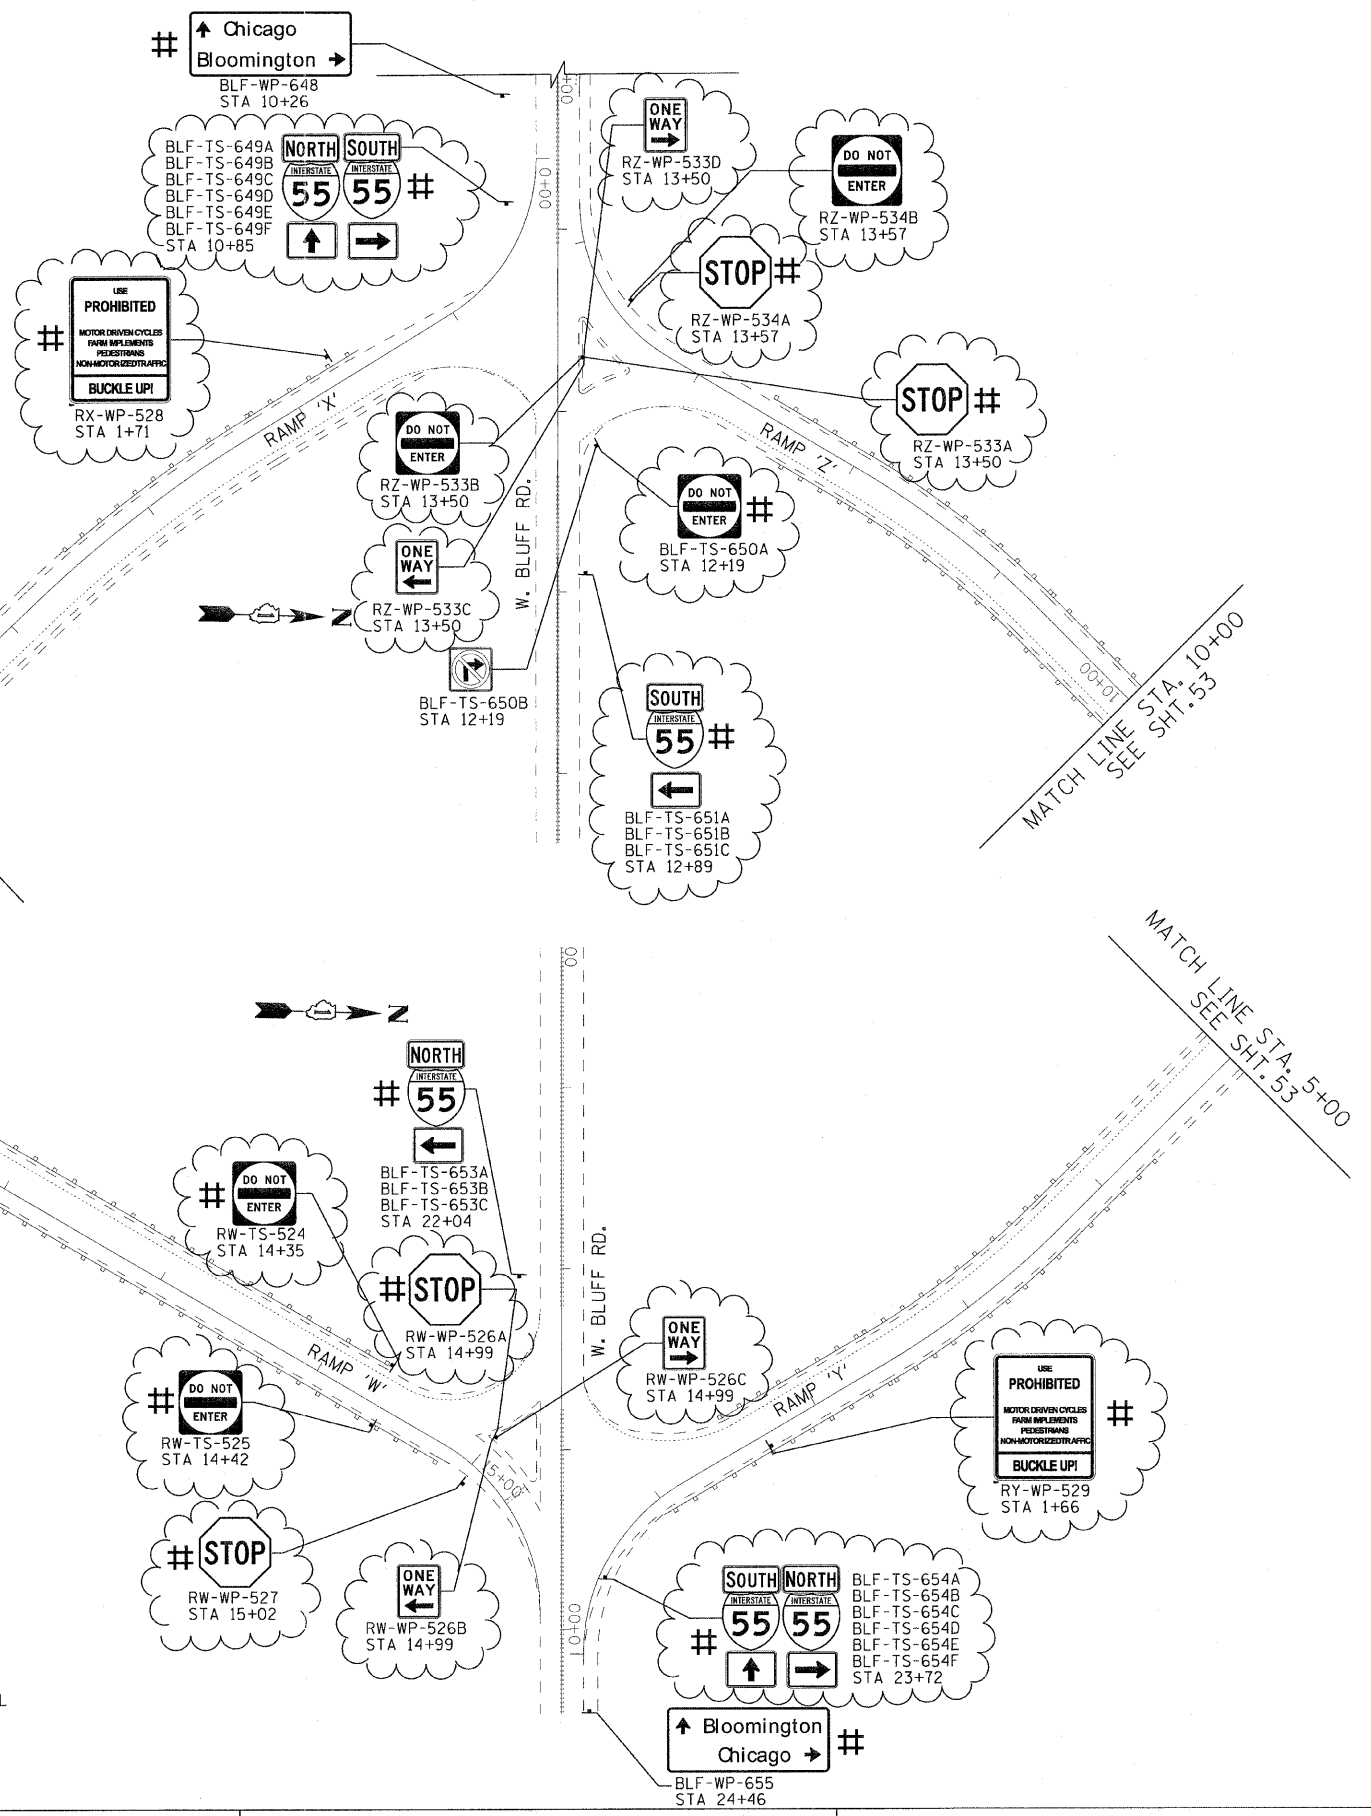 # ↑ Chicago
Bloomington →
BLF-WP-648
STA 10+26
BLF-TS-649A
BLF-TS-649B
BLF-TS-649C
BLF-TS-649D
BLF-TS-649E
BLF-TS-649F
STA 10+85
NORTH SOUTH
INTERSTATE INTERSTATE
55 55 #
↑ →
00+
10+00
ONE
WAY
→
RZ-WP-533D
STA 13+50
DO NOT
ENTER
RZ-WP-534B
STA 13+57
STOP #
RZ-WP-534A
STA 13+57
USE
PROHIBITED
MOTOR DRIVEN CYCLES
FARM IMPLEMENTS
PEDESTRIANS
NON-MOTORIZED TRAFFIC
BUCKLE UP!
#
RX-WP-528
STA 1+71
RAMP 'X'
STOP #
RZ-WP-533A
STA 13+50
DO NOT
ENTER
RZ-WP-533B
STA 13+50
W. BLUFF RD.
RAMP 'Z'
DO NOT
ENTER
#
BLF-TS-650A
STA 12+19
ONE
WAY
←
RZ-WP-533C
STA 13+50
N
BLF-TS-650B
STA 12+19
SOUTH
INTERSTATE
55 #
←
BLF-TS-651A
BLF-TS-651B
BLF-TS-651C
STA 12+89
10+00
MATCH LINE STA. 10+00
SEE SHT.53
MATCH LINE STA. 5+00
SEE SHT.53
00
N
NORTH
INTERSTATE
# 55
←
BLF-TS-653A
BLF-TS-653B
BLF-TS-653C
STA 22+04
DO NOT
ENTER
#
RW-TS-524
STA 14+35
# STOP
RW-WP-526A
STA 14+99
W. BLUFF RD.
RAMP 'W'
ONE
WAY
→
RW-WP-526C
STA 14+99
RAMP 'Y'
DO NOT
ENTER
#
RW-TS-525
STA 14+42
15+00
USE
PROHIBITED
MOTOR DRIVEN CYCLES
FARM IMPLEMENTS
PEDESTRIANS
NON-MOTORIZED TRAFFIC
BUCKLE UP!
#
RY-WP-529
STA 1+66
# STOP
RW-WP-527
STA 15+02
ONE
WAY
←
RW-WP-526B
STA 14+99
10+00
SOUTH NORTH
INTERSTATE INTERSTATE
# 55 55
↑ →
BLF-TS-654A
BLF-TS-654B
BLF-TS-654C
BLF-TS-654D
BLF-TS-654E
BLF-TS-654F
STA 23+72
L
↑ Bloomington
Chicago → #
BLF-WP-655
STA 24+46